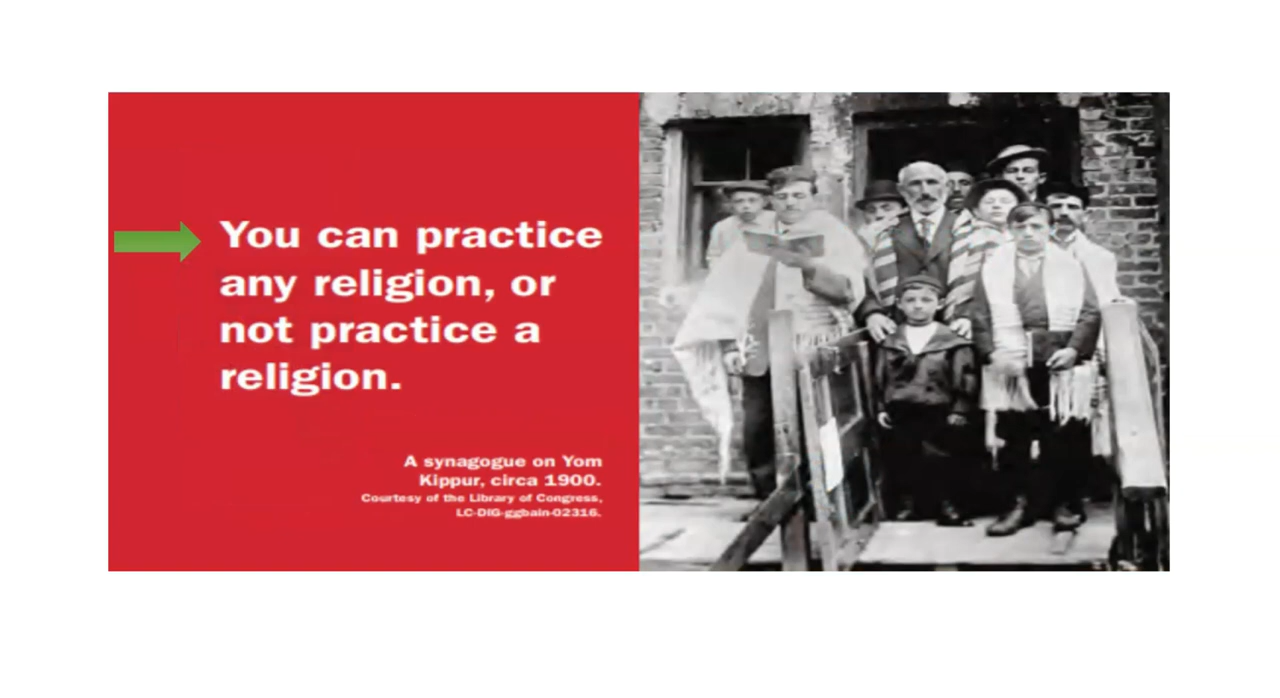 You can practice
any religion, or
not practice a
religion.
A synagogue on Yom
Kippur, circa 1900.
Courtesy of the Library of Congress,
LC-DIG-ggbain-02316.